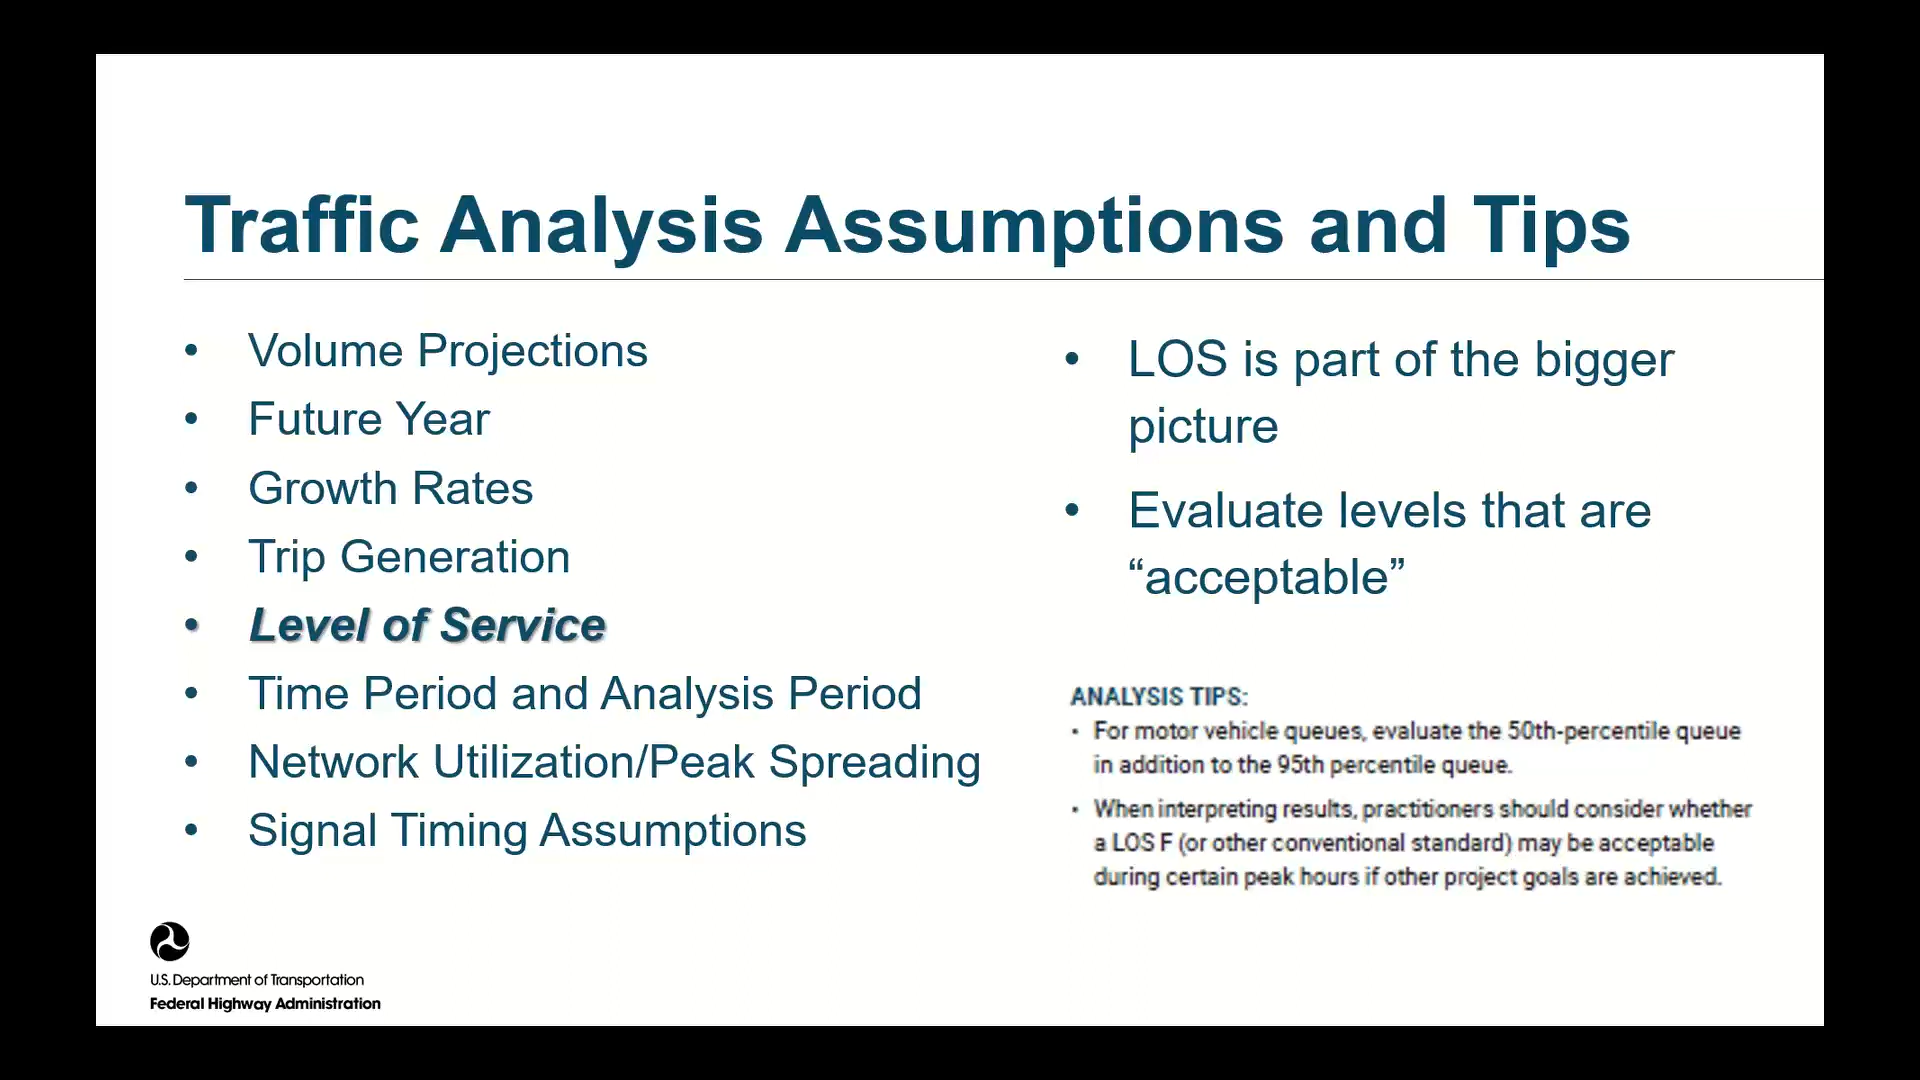 Traffic Analysis Assumptions and Tips
• Volume Projections
• Future Year
• Growth Rates
• Trip Generation
• Level of Service
• Time Period and Analysis Period
• Network Utilization/Peak Spreading
• Signal Timing Assumptions
• LOS is part of the bigger
picture
• Evaluate levels that are
“acceptable”
ANALYSIS TIPS:
• For motor vehicle queues, evaluate the 50th-percentile queue
in addition to the 95th percentile queue.
• When interpreting results, practitioners should consider whether
a LOS F (or other conventional standard) may be acceptable
during certain peak hours if other project goals are achieved.
U.S. Department of Transportation
Federal Highway Administration